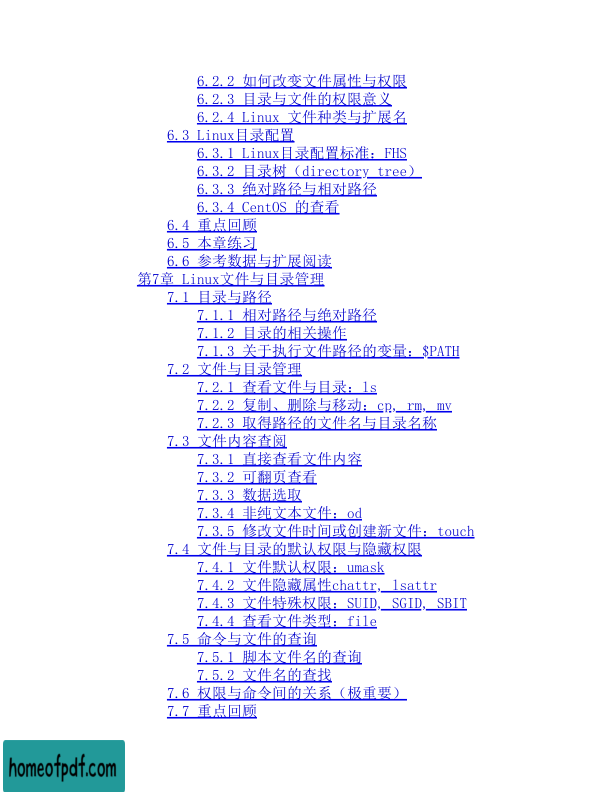 6.2.2 如何改变文件属性与权限
6.2.3 目录与文件的权限意义
6.2.4 Linux 文件种类与扩展名
6.3 Linux目录配置
6.3.1 Linux目录配置标准：FHS
6.3.2 目录树（directory tree）
6.3.3 绝对路径与相对路径
6.3.4 CentOS 的查看
6.4 重点回顾
6.5 本章练习
6.6 参考数据与扩展阅读
第7章 Linux文件与目录管理
7.1 目录与路径
7.1.1 相对路径与绝对路径
7.1.2 目录的相关操作
7.1.3 关于执行文件路径的变量：$PATH
7.2 文件与目录管理
7.2.1 查看文件与目录：ls
7.2.2 复制、删除与移动：cp, rm, mv
7.2.3 取得路径的文件名与目录名称
7.3 文件内容查阅
7.3.1 直接查看文件内容
7.3.2 可翻页查看
7.3.3 数据选取
7.3.4 非纯文本文件：od
7.3.5 修改文件时间或创建新文件：touch
7.4 文件与目录的默认权限与隐藏权限
7.4.1 文件默认权限：umask
7.4.2 文件隐藏属性chattr, lsattr
7.4.3 文件特殊权限：SUID, SGID, SBIT
7.4.4 查看文件类型：file
7.5 命令与文件的查询
7.5.1 脚本文件名的查询
7.5.2 文件名的查找
7.6 权限与命令间的关系（极重要）
7.7 重点回顾
homeofpdf.com